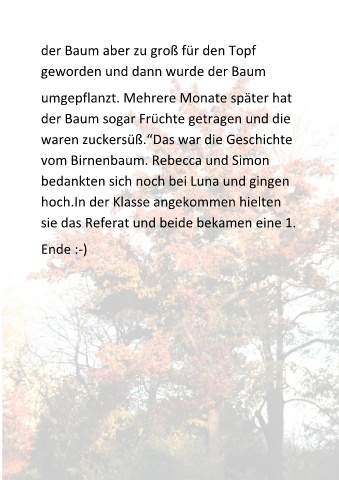 der Baum aber zu groß für den Topf
geworden und dann wurde der Baum
umgepflanzt. Mehrere Monate später hat
der Baum sogar Früchte getragen und die
waren zuckersüß.“Das war die Geschichte
vom Birnenbaum. Rebecca und Simon
bedankten sich noch bei Luna und gingen
hoch.In der Klasse angekommen hielten
sie das Referat und beide bekamen eine 1.
Ende :-)